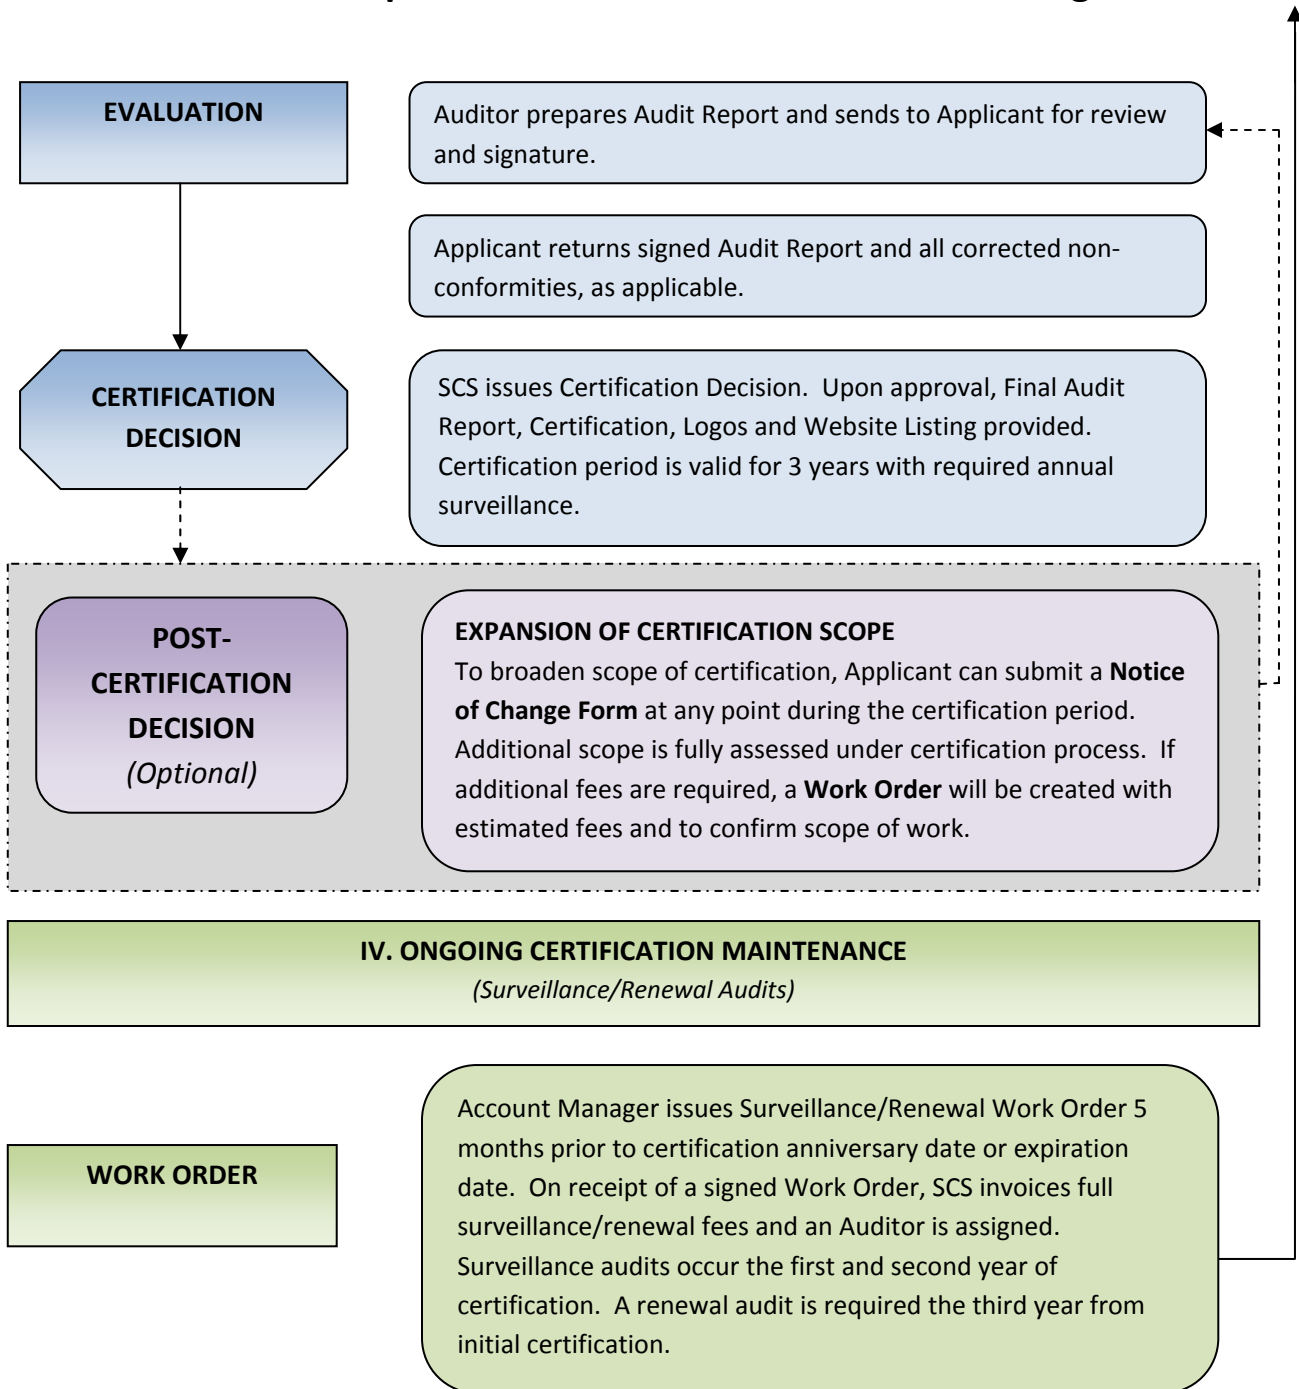 EVALUATION
Auditor prepares Audit Report and sends to Applicant for review
and signature.
Applicant returns signed Audit Report and all corrected non-
conformities, as applicable.
CERTIFICATION
DECISION
SCS issues Certification Decision.  Upon approval, Final Audit
Report, Certification, Logos and Website Listing provided.
Certification period is valid for 3 years with required annual
surveillance.
POST-
CERTIFICATION
DECISION
(Optional)
EXPANSION OF CERTIFICATION SCOPE
To broaden scope of certification, Applicant can submit a Notice
of Change Form at any point during the certification period.
Additional scope is fully assessed under certification process.  If
additional fees are required, a Work Order will be created with
estimated fees and to confirm scope of work.
IV. ONGOING CERTIFICATION MAINTENANCE
(Surveillance/Renewal Audits)
WORK ORDER
Account Manager issues Surveillance/Renewal Work Order 5
months prior to certification anniversary date or expiration
date.  On receipt of a signed Work Order, SCS invoices full
surveillance/renewal fees and an Auditor is assigned.
Surveillance audits occur the first and second year of
certification.  A renewal audit is required the third year from
initial certification.